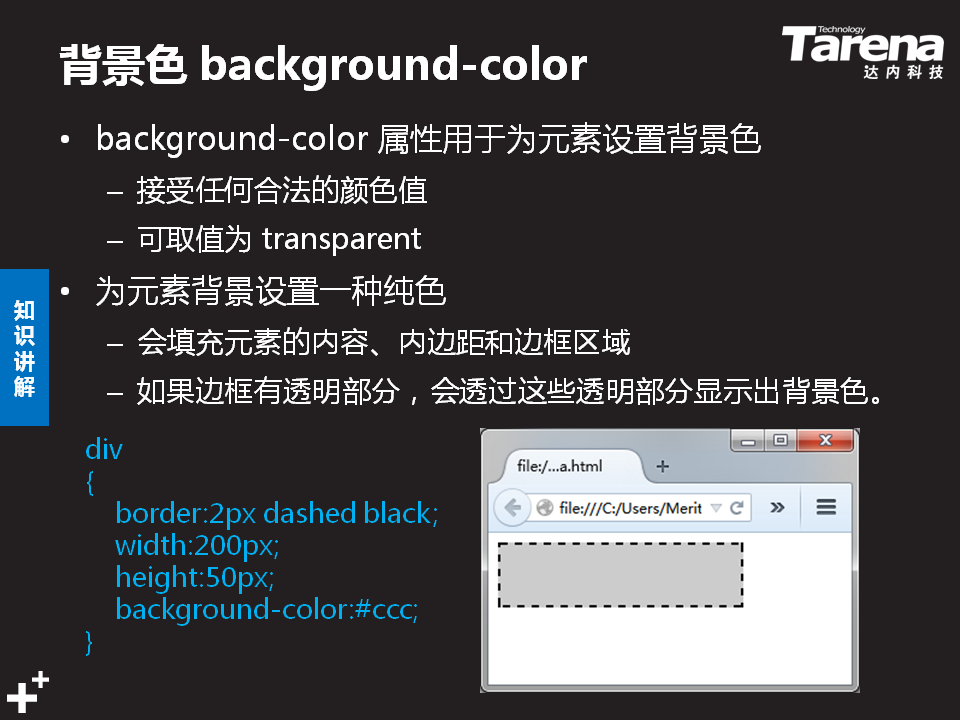 背景色 background-color
Technology
Tarena
达内科技
• background-color 属性用于为元素设置背景色
– 接受任何合法的颜色值
– 可取值为 transparent
• 为元素背景设置一种纯色
– 会填充元素的内容、内边距和边框区域
– 如果边框有透明部分，会透过这些透明部分显示出背景色。
知
识
讲
解
div
{
border:2px dashed black;
width:200px;
height:50px;
background-color:#ccc;
}
file:/...a.html
file:///C:/Users/Merit